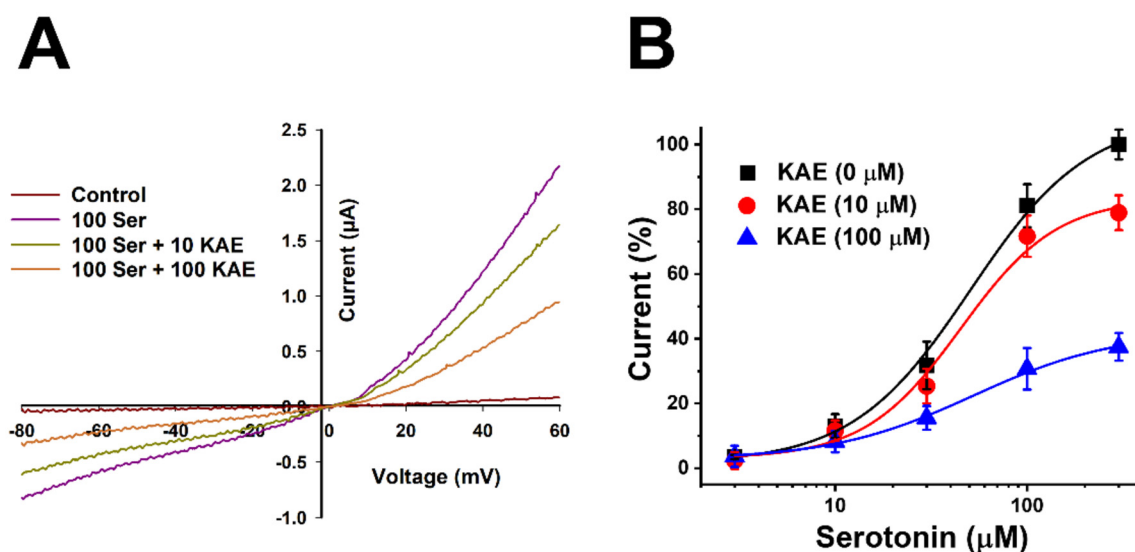 A
2.5
2.0
1.5
1.0
0.5
0.0
-0.5
-1.0
-80
-60
-40
-20
0
20
40
60
Current (µA)
Voltage (mV)
Control
100 Ser
100 Ser + 10 KAE
100 Ser + 100 KAE
B
100
80
60
40
20
0
10
100
Current (%)
Serotonin (μM)
KAE (0 μM)
KAE (10 μM)
KAE (100 μM)